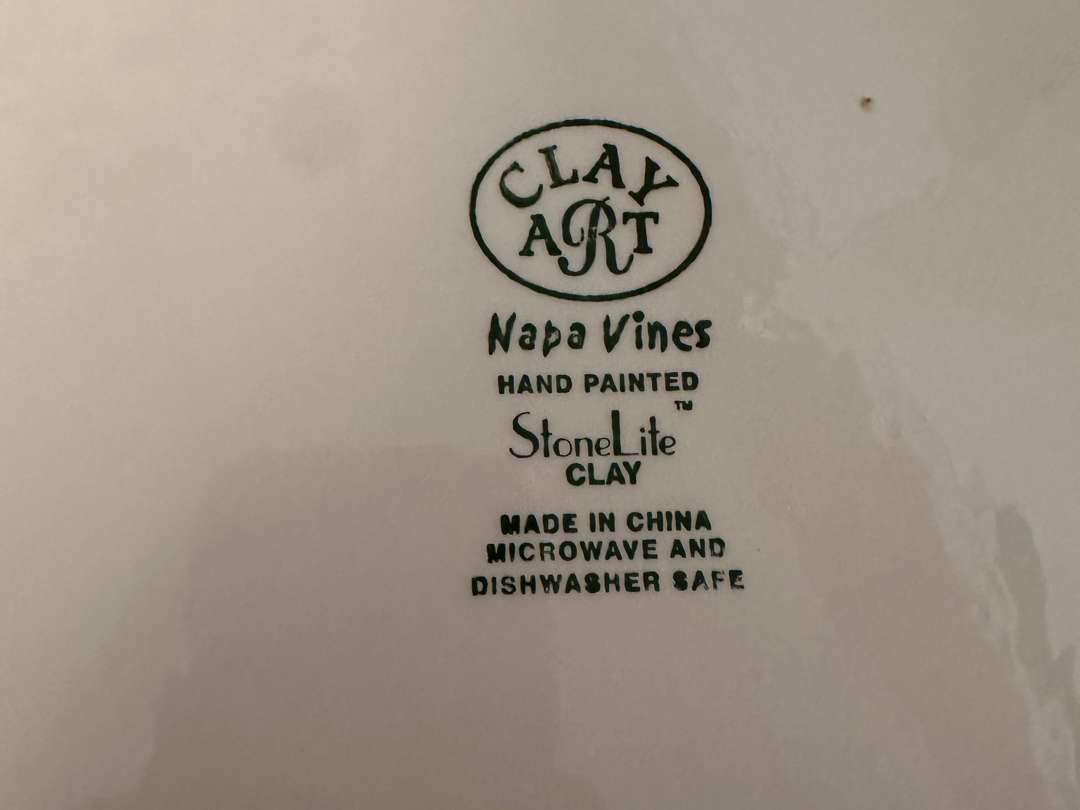 CLAY
ART
Napa Vines
HAND PAINTED
StoneLite™
CLAY
MADE IN CHINA
MICROWAVE AND
DISHWASHER SAFE